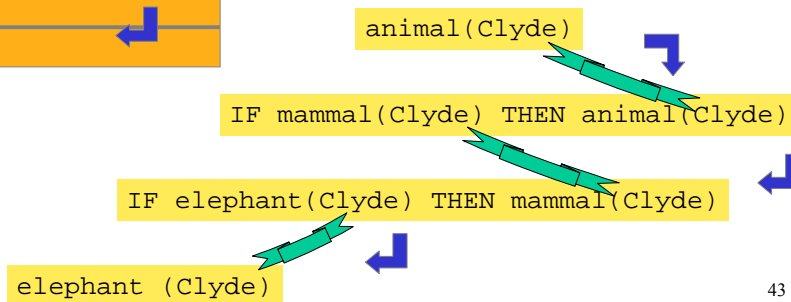 animal(Clyde)
IF mammal(Clyde) THEN animal(Clyde)
IF elephant(Clyde) THEN mammal(Clyde)
elephant (Clyde)
43